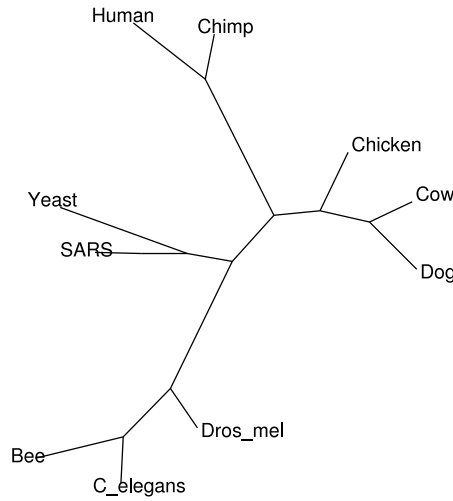 Human
Chimp
Chicken
Cow
Yeast
SARS
Dog
Dros_mel
Bee
C_elegans